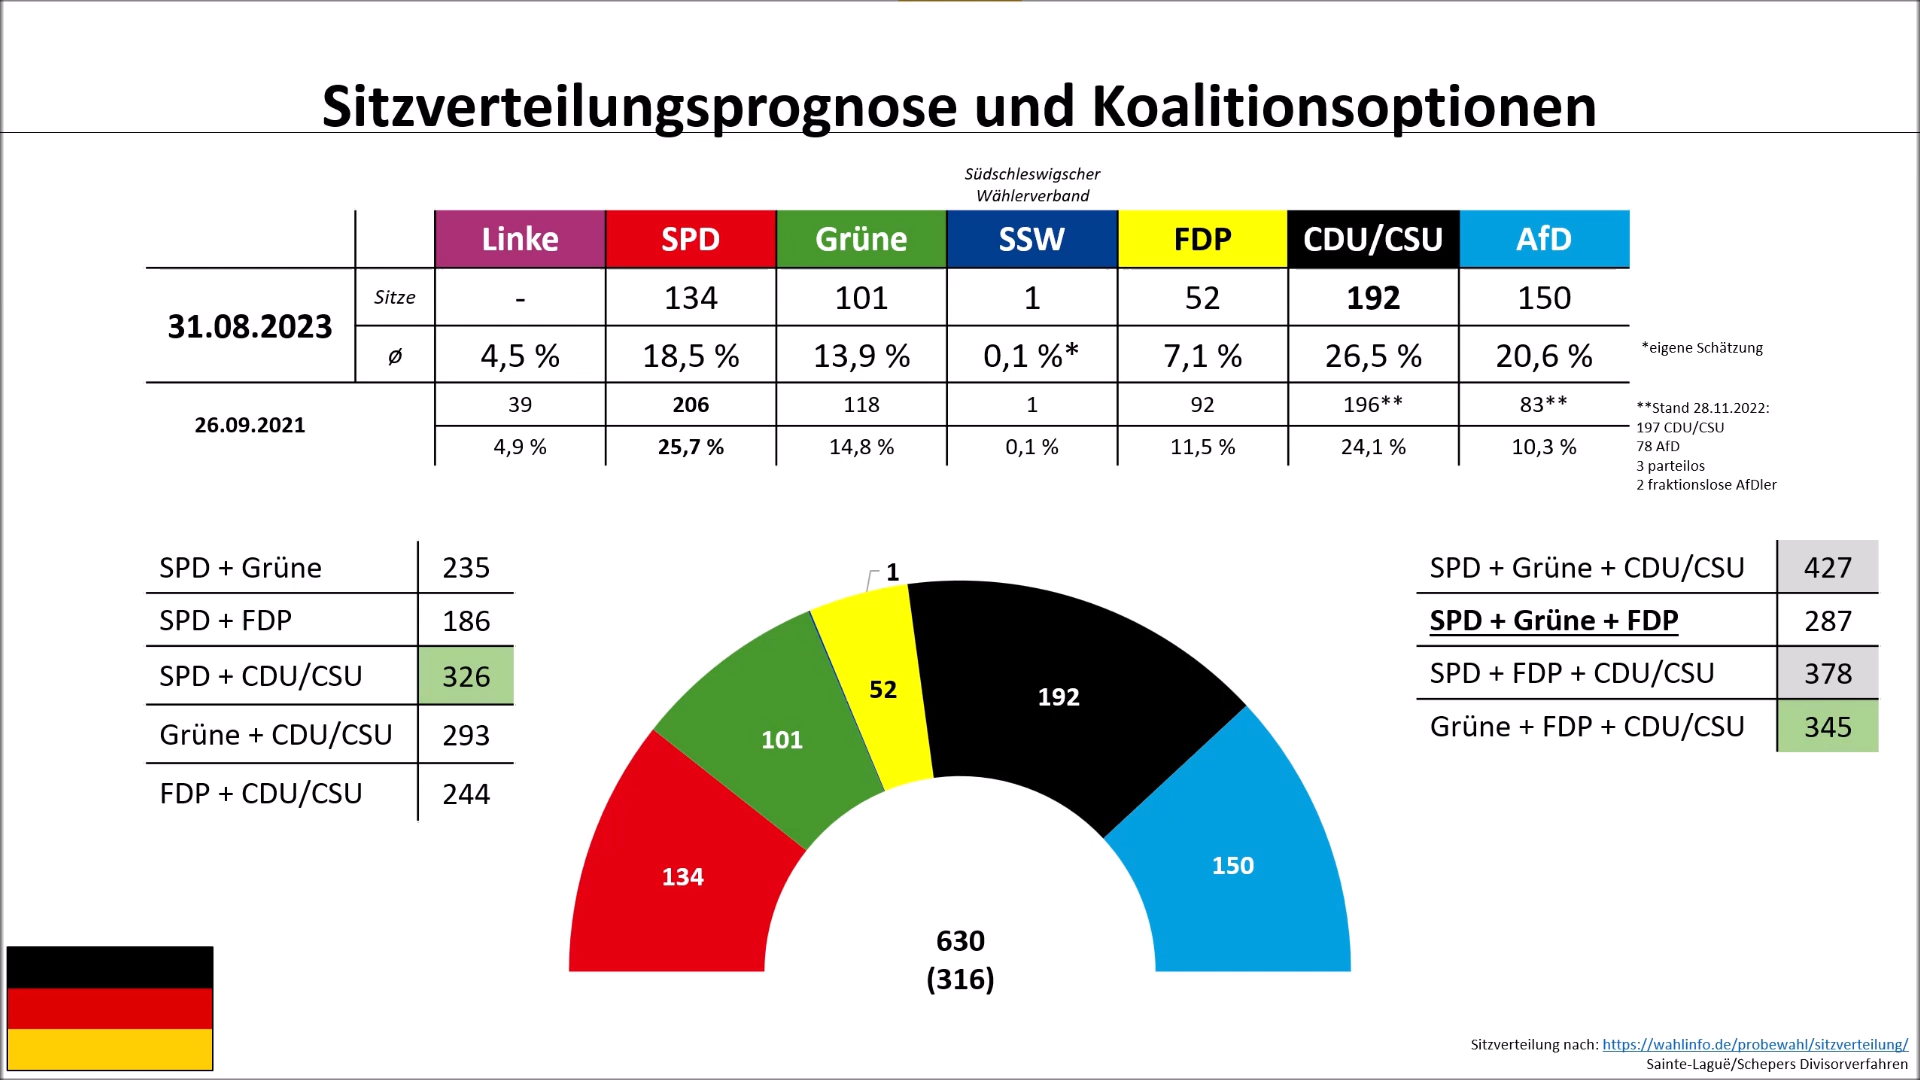 Sitzverteilungsprognose und Koalitionsoptionen
Südschleswigscher
Wählerverband
Linke SPD Grüne SSW FDP CDU/CSU AfD
31.08.2023
Sitze - 134 101 1 52 192 150
ø 4,5 % 18,5 % 13,9 % 0,1 %* 7,1 % 26,5 % 20,6 %
*eigene Schätzung
26.09.2021
39 206 118 1 92 196** 83**
4,9 % 25,7 % 14,8 % 0,1 % 11,5 % 24,1 % 10,3 %
**Stand 28.11.2022:
197 CDU/CSU
78 AfD
3 parteilos
2 fraktionslose AfDler
SPD + Grüne 235
SPD + FDP 186
SPD + CDU/CSU 326
Grüne + CDU/CSU 293
FDP + CDU/CSU 244
134
101
1
52
192
150
630
(316)
SPD + Grüne + CDU/CSU 427
SPD + Grüne + FDP 287
SPD + FDP + CDU/CSU 378
Grüne + FDP + CDU/CSU 345
Sitzverteilung nach: https://wahlinfo.de/probewahl/sitzverteilung/
Sainte-Laguë/Schepers Divisorverfahren